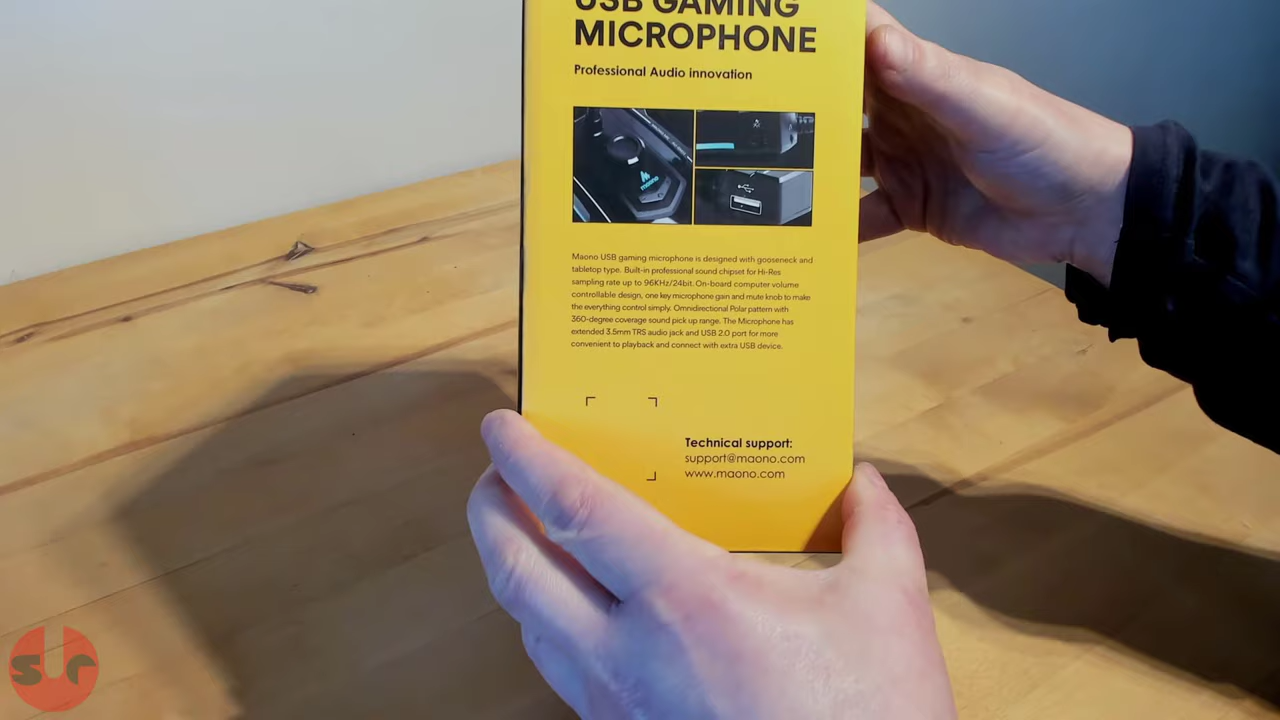 USB GAMING
MICROPHONE
Professional Audio innovation
maono
Maono USB gaming microphone is designed with gooseneck and
tabletop type. Built-in professional sound chipset for Hi-Res
sampling rate up to 96KHz/24bit. On-board computer volume
controllable design, one key microphone gain and mute knob to make
the everything control simply. Omnidirectional Polar pattern with
360-degree coverage sound pick up range. The Microphone has
extended 3.5mm TRS audio jack and USB 2.0 port for more
convenient to playback and connect with extra USB device.
Technical support:
support@maono.com
www.maono.com
sur